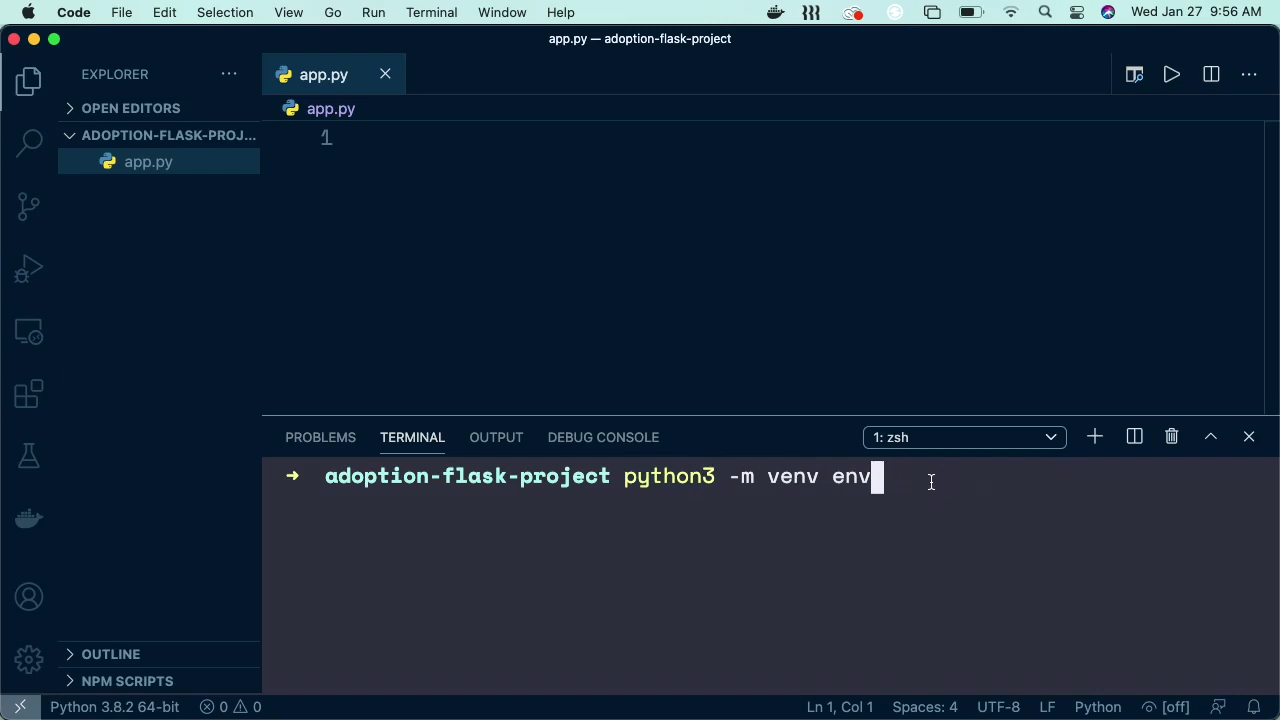 Code File Edit Selection View Go Run Terminal Window Help Wed Jan 27 9:56 AM
app.py — adoption-flask-project
EXPLORER
app.py
OPEN EDITORS
app.py
ADOPTION-FLASK-PROJ...
1
app.py
PROBLEMS TERMINAL OUTPUT DEBUG CONSOLE 1: zsh
➜ adoption-flask-project python3 -m venv env
OUTLINE
NPM SCRIPTS
Python 3.8.2 64-bit 0 0 Ln 1, Col 1 Spaces: 4 UTF-8 LF Python [off]